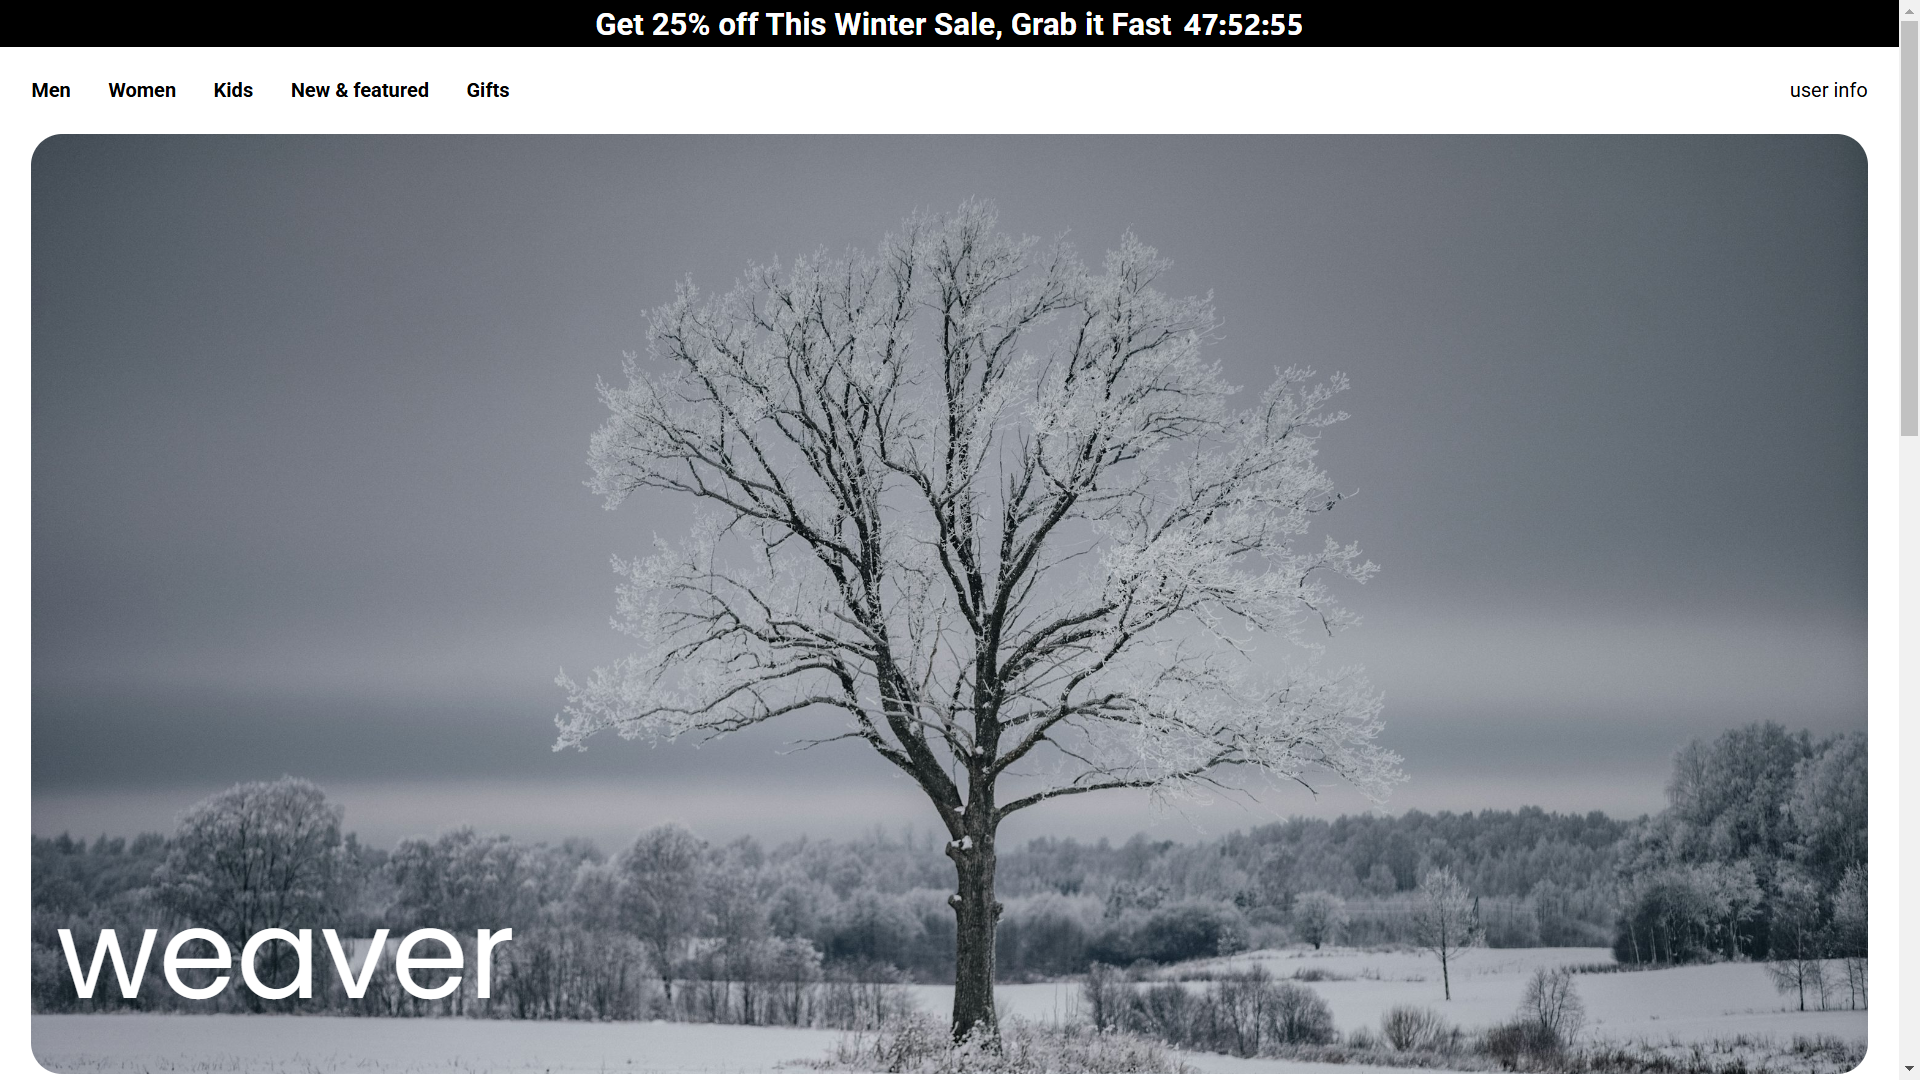 Get 25% off This Winter Sale, Grab it Fast 47:52:55
Men Women Kids New & featured Gifts user info
weaver